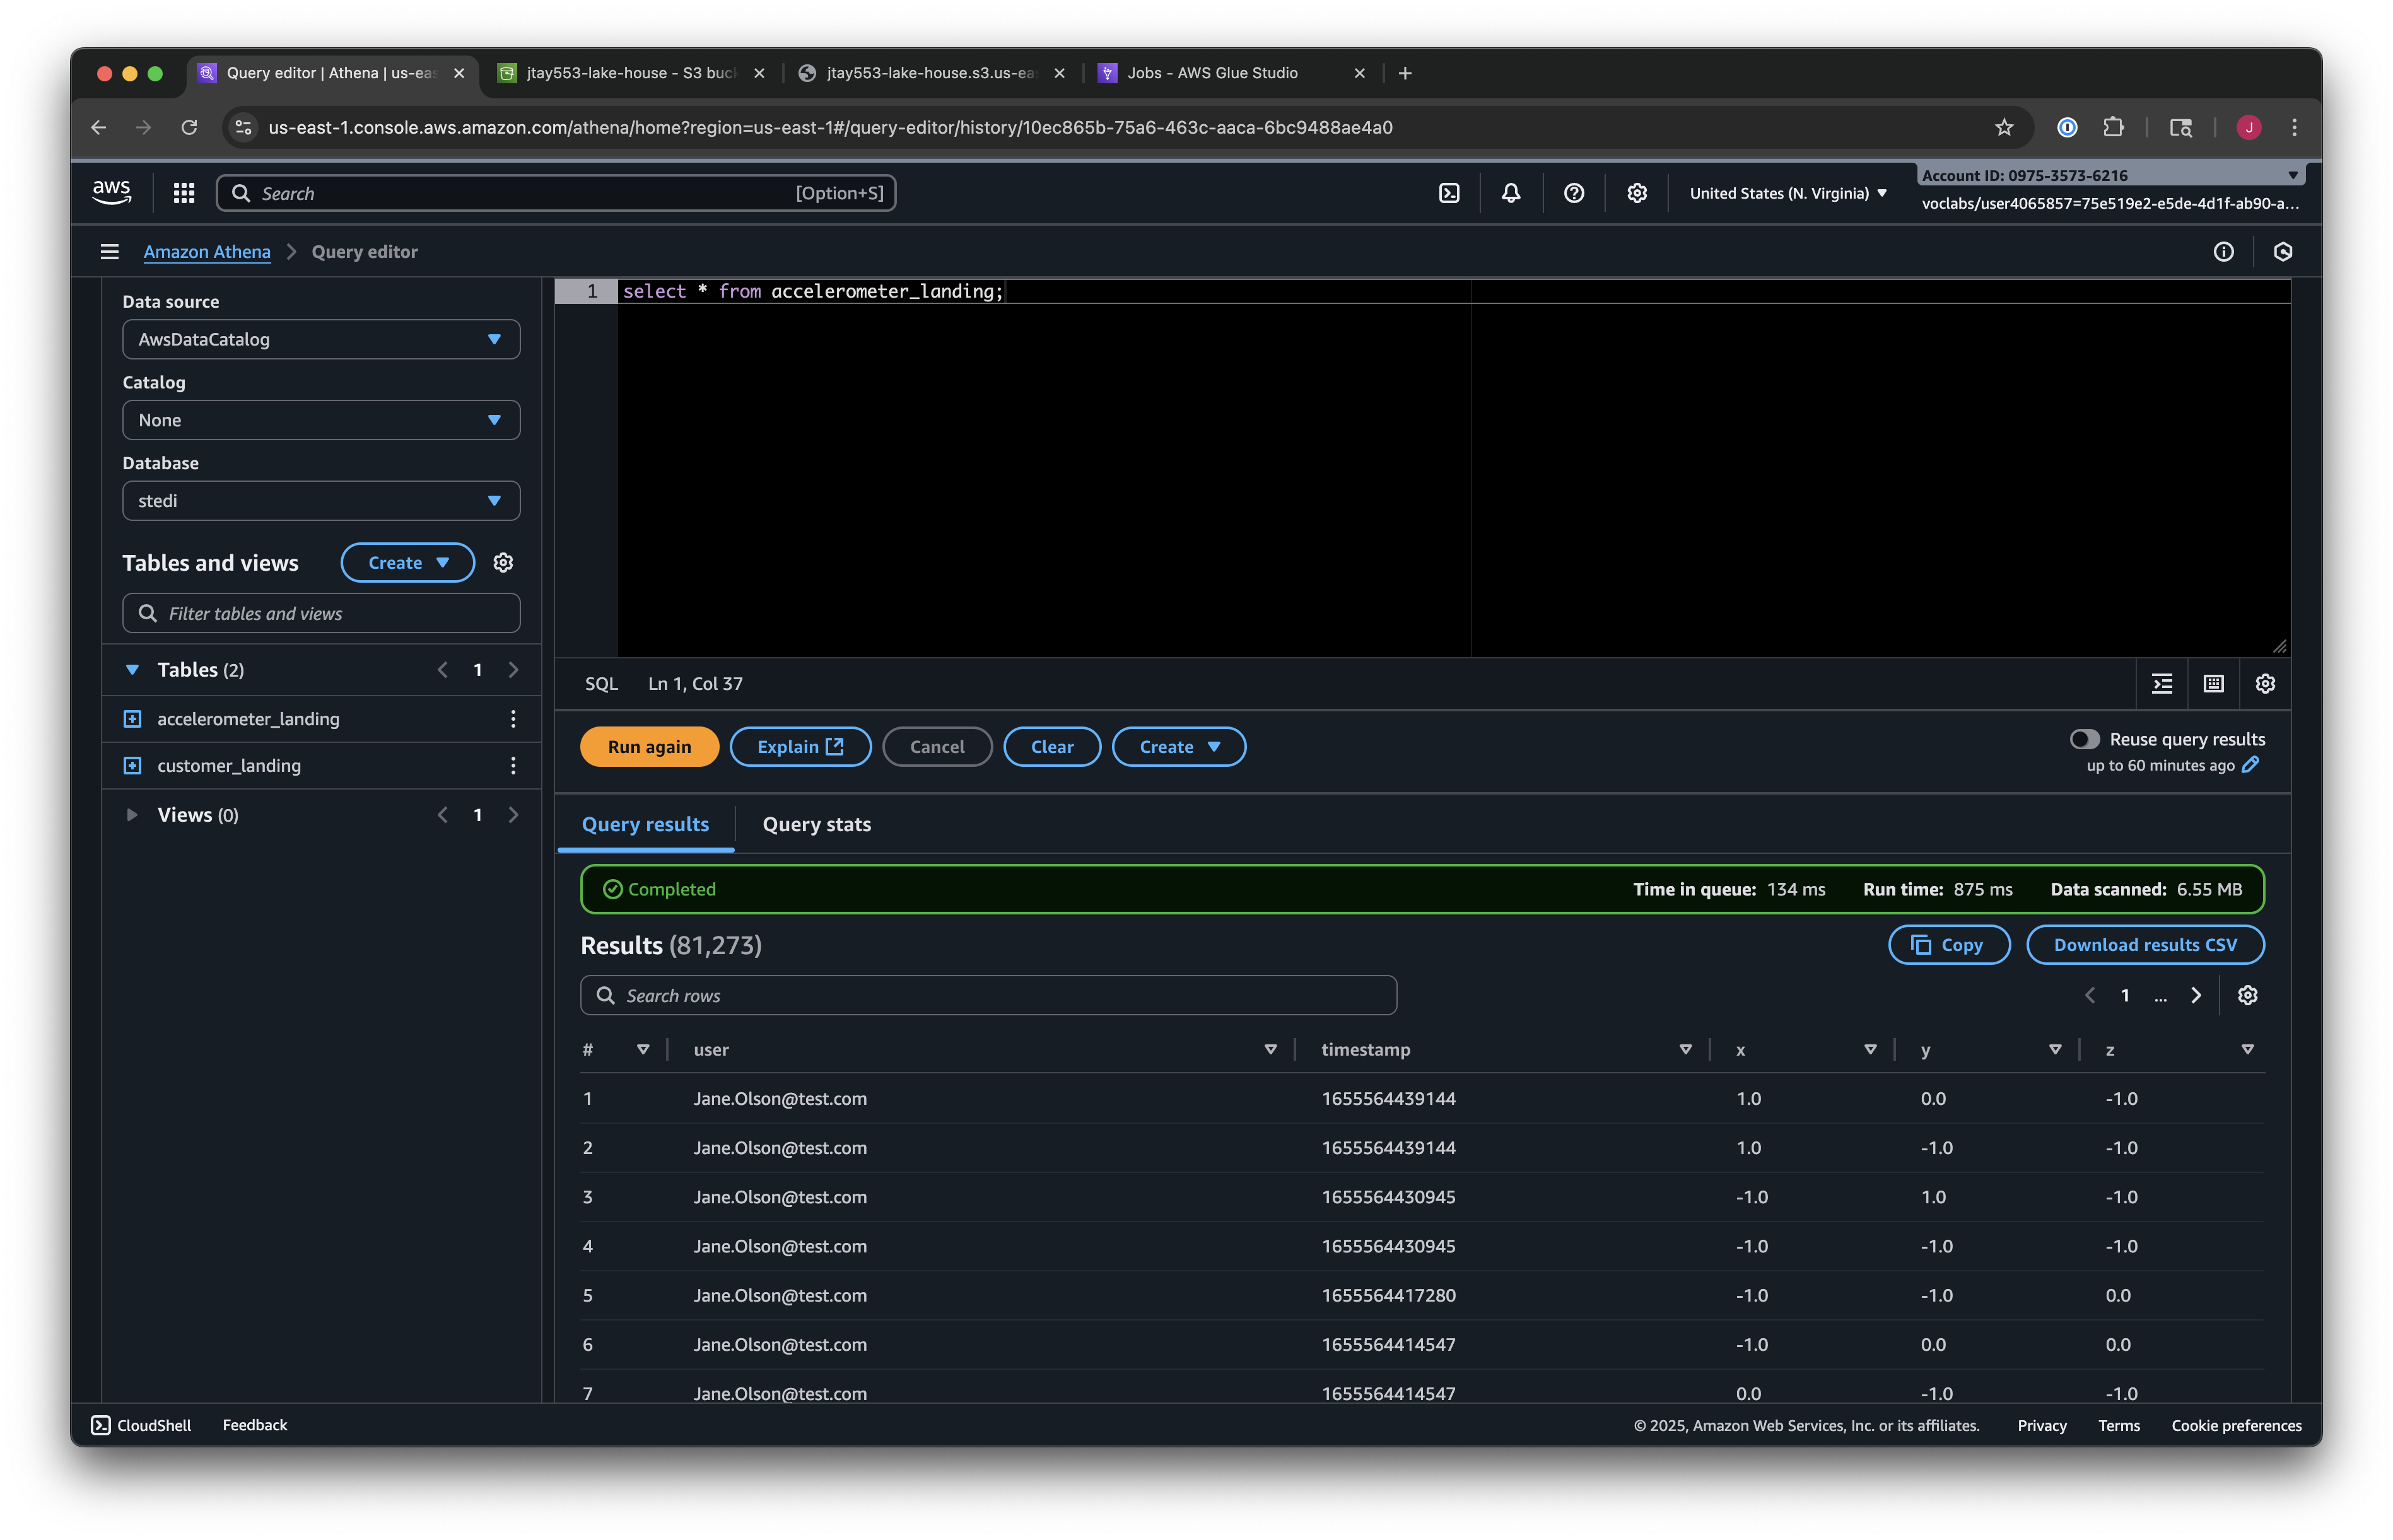 Query editor | Athena | us-eas
jtay553-lake-house - S3 buck
jtay553-lake-house.s3.us-ea
Jobs - AWS Glue Studio
us-east-1.console.aws.amazon.com/athena/home?region=us-east-1#/query-editor/history/10ec865b-75a6-463c-aaca-6bc9488ae4a0
J
aws
Search
[Option+S]
United States (N. Virginia)
Account ID: 0975-3573-6216
voclabs/user4065857=75e519e2-e5de-4d1f-ab90-a...
Amazon Athena
Query editor
Data source
AwsDataCatalog
Catalog
None
Database
stedi
Tables and views
Create
Filter tables and views
Tables (2)
1
accelerometer_landing
customer_landing
Views (0)
1
1 select * from accelerometer_landing;
SQL Ln 1, Col 37
Run again
Explain
Cancel
Clear
Create
Reuse query results
up to 60 minutes ago
Query results
Query stats
Completed
Time in queue: 134 ms Run time: 875 ms Data scanned: 6.55 MB
Results (81,273)
Copy
Download results CSV
Search rows
1 ...
# user timestamp x y z
1 Jane.Olson@test.com 1655564439144 1.0 0.0 -1.0
2 Jane.Olson@test.com 1655564439144 1.0 -1.0 -1.0
3 Jane.Olson@test.com 1655564430945 -1.0 1.0 -1.0
4 Jane.Olson@test.com 1655564430945 -1.0 -1.0 -1.0
5 Jane.Olson@test.com 1655564417280 -1.0 -1.0 0.0
6 Jane.Olson@test.com 1655564414547 -1.0 0.0 0.0
7 Jane.Olson@test.com 1655564414547 0.0 -1.0 -1.0
CloudShell
Feedback
© 2025, Amazon Web Services, Inc. or its affiliates.
Privacy
Terms
Cookie preferences